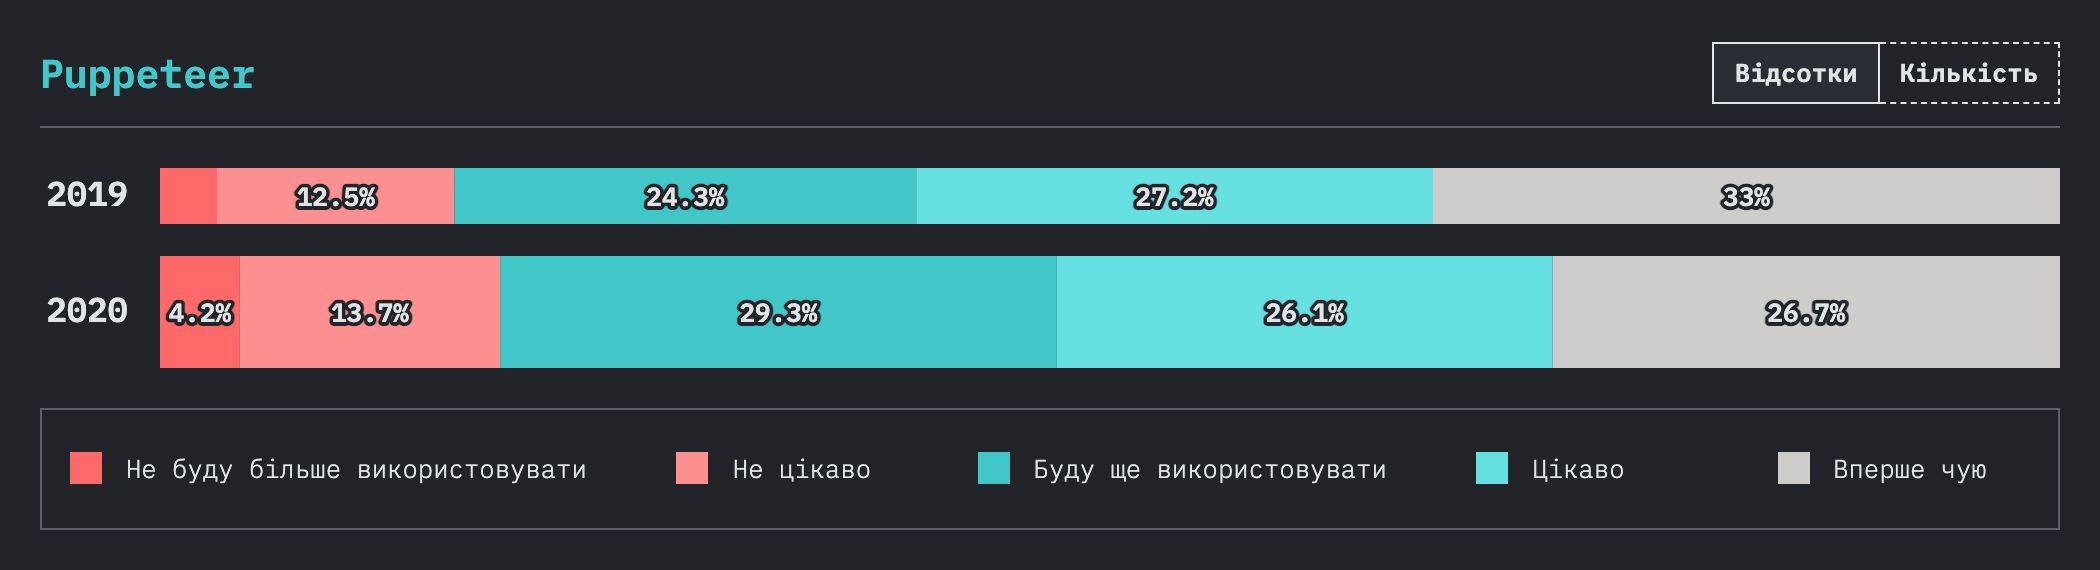 Puppeteer
Відсотки Кількість
2019 12.5% 24.3% 27.2% 33%
2020 4.2% 13.7% 29.3% 26.1% 26.7%
Не буду більше використовувати Не цікаво Буду ще використовувати Цікаво Вперше чую